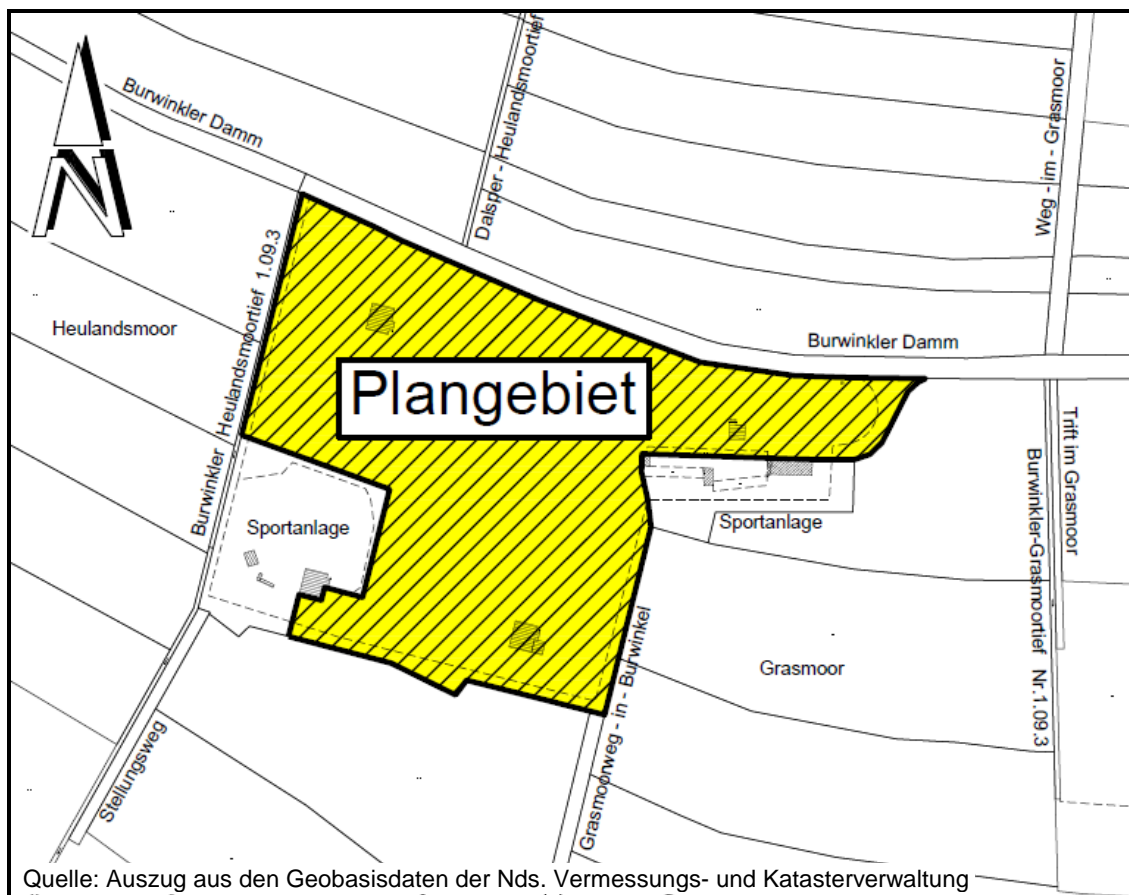 Burwinkler Damm
Dalsper - Heulandsmoortief
Weg - im - Grasmoor
N
Heulandsmoor
Burwinkler Heulandsmoortief 1.09.3
Burwinkler Damm
Plangebiet
Trift im Grasmoor
Burwinkler-Grasmoortief Nr.1.09.3
Sportanlage
Sportanlage
Grasmoor
Grasmoorweg - in - Burwinkel
Stellungsweg
Quelle: Auszug aus den Geobasisdaten der Nds. Vermessungs- und Katasterverwaltung